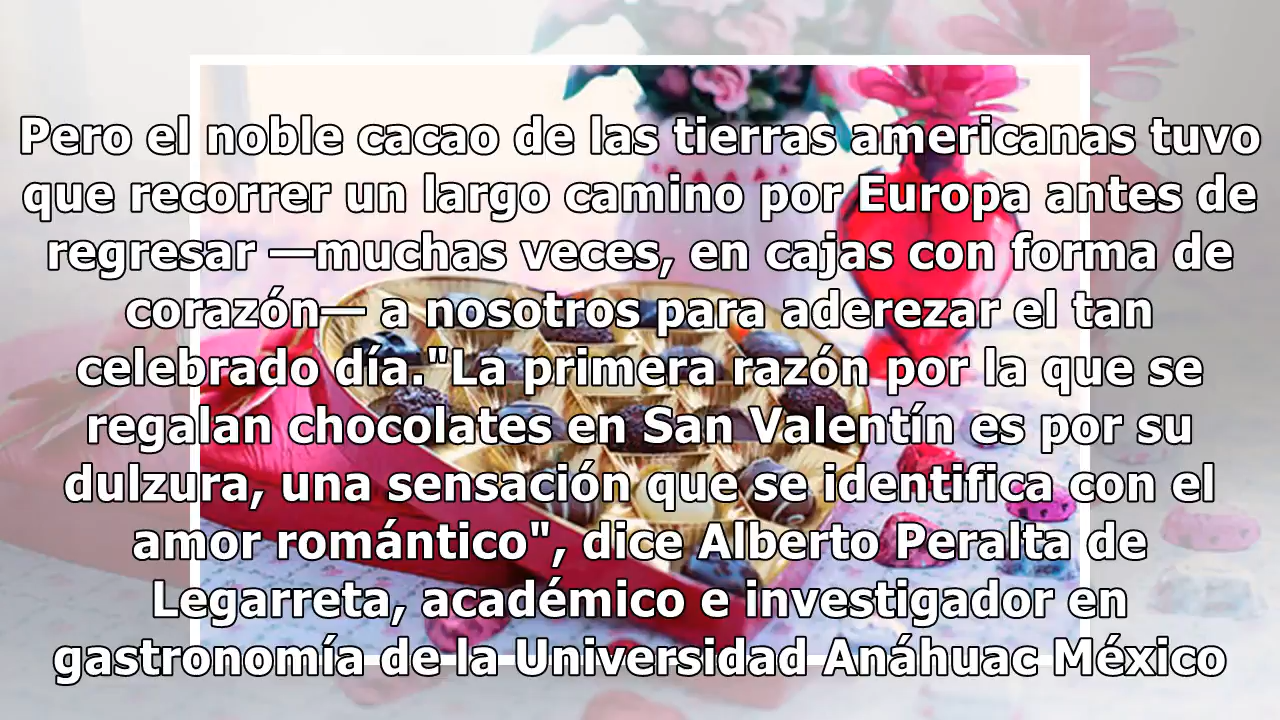 Pero el noble cacao de las tierras americanas tuvo
que recorrer un largo camino por Europa antes de
regresar —muchas veces, en cajas con forma de
corazón— a nosotros para aderezar el tan
celebrado día."La primera razón por la que se
regalan chocolates en San Valentín es por su
dulzura, una sensación que se identifica con el
amor romántico", dice Alberto Peralta de
Legarreta, académico e investigador en
gastronomía de la Universidad Anáhuac México